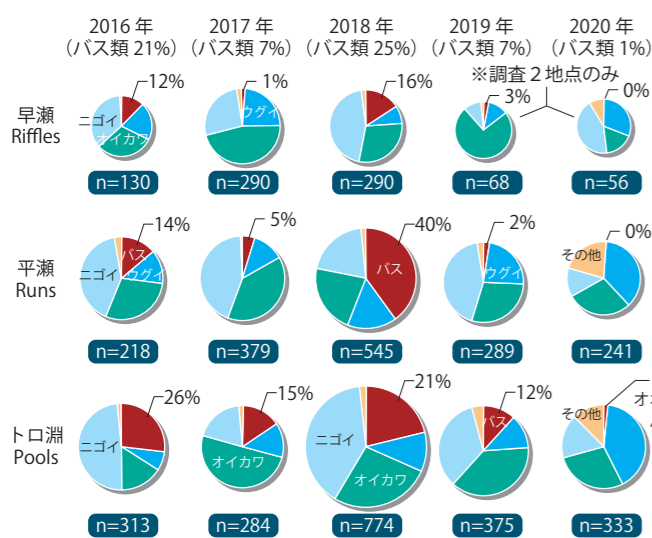 2016 年 2017 年 2018 年 2019 年 2020 年
（バス類 21%） （バス類 7%） （バス類 25%） （バス類 7%） （バス類 1%）
※調査２地点のみ
早瀬
Riffles
12% 1% 16% 3% 0%
ニゴイ オイカワ ウグイ
n=130 n=290 n=290 n=68 n=56
平瀬
Runs
14% 5% 40% 2% 0%
バス ニゴイ ウグイ バス ウグイ その他
n=218 n=379 n=545 n=289 n=241
トロ淵
Pools
26% 15% 21% 12%
ニゴイ オイカワ ニゴイ オイカワ バス その他
n=313 n=284 n=774 n=375 n=333